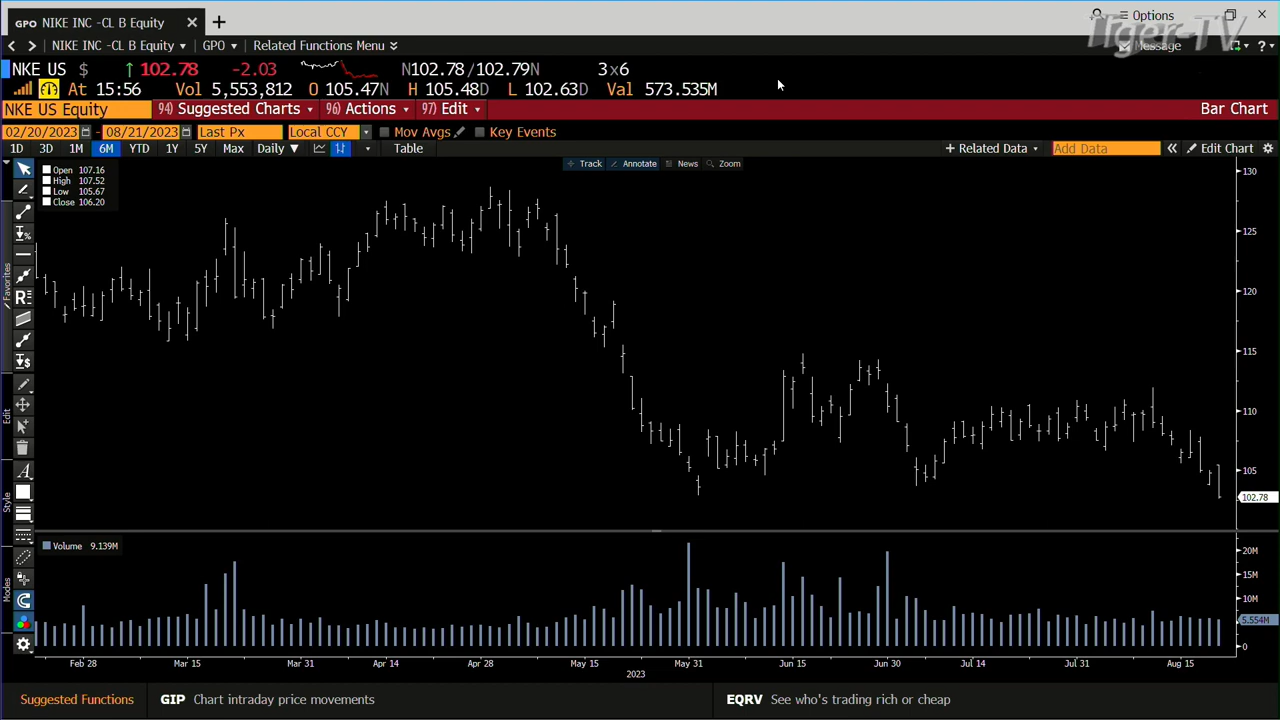 GPO NIKE INC -CL B Equity × +
Options
Tiger-TV
< > NIKE INC -CL B Equity ▾ GPO ▾ Related Functions Menu
Message
?
NKE US $ ↑ 102.78 -2.03 N102.78/102.79N 3x6
At 15:56 Vol 5,553,812 O 105.47N H 105.48D L 102.63D Val 573.535M
NKE US Equity 94) Suggested Charts 96) Actions 97) Edit Bar Chart
02/20/2023 - 08/21/2023 Last Px Local CCY Mov Avgs Key Events
1D 3D 1M 6M YTD 1Y 5Y Max Daily ▼ Table + Related Data Add Data « Edit Chart
Track Annotate News Zoom
Open 107.16
High 107.52
Low 105.67
Close 106.20
130
125
120
115
110
105
102.78
Favorites
Edit
Style
Modes
%
R
$
A
Volume 9.139M
20M
15M
10M
5.554M
0
Feb 28 Mar 15 Mar 31 Apr 14 Apr 28 May 15 May 31 Jun 15 Jun 30 Jul 14 Jul 31 Aug 15
2023
Suggested Functions GIP Chart intraday price movements EQRV See who's trading rich or cheap